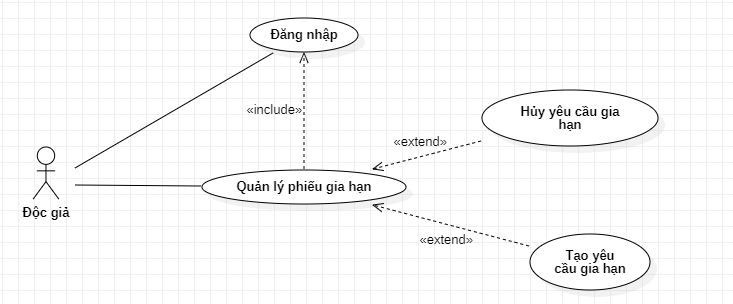 Đăng nhập
«include»
Hủy yêu cầu gia
hạn
«extend»
Quản lý phiếu gia hạn
Độc giả
«extend»
Tạo yêu
cầu gia hạn